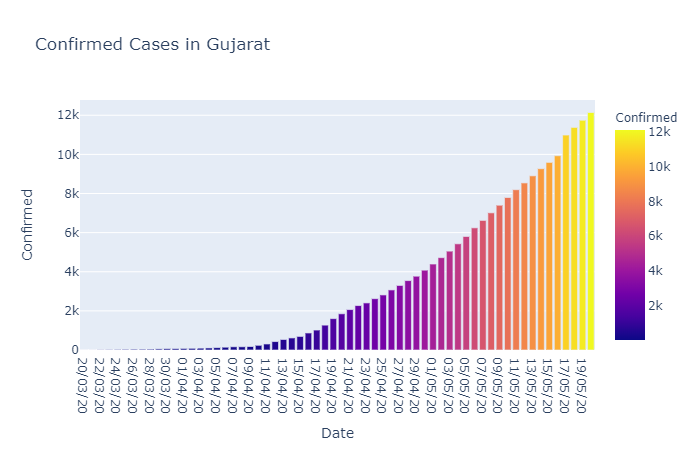 Confirmed Cases in Gujarat
Confirmed
12k
10k
8k
6k
4k
2k
0
20/03/20
22/03/20
24/03/20
26/03/20
28/03/20
30/03/20
01/04/20
03/04/20
05/04/20
07/04/20
09/04/20
11/04/20
13/04/20
15/04/20
17/04/20
19/04/20
21/04/20
23/04/20
25/04/20
27/04/20
29/04/20
01/05/20
03/05/20
05/05/20
07/05/20
09/05/20
11/05/20
13/05/20
15/05/20
17/05/20
19/05/20
Date
Confirmed
12k
10k
8k
6k
4k
2k